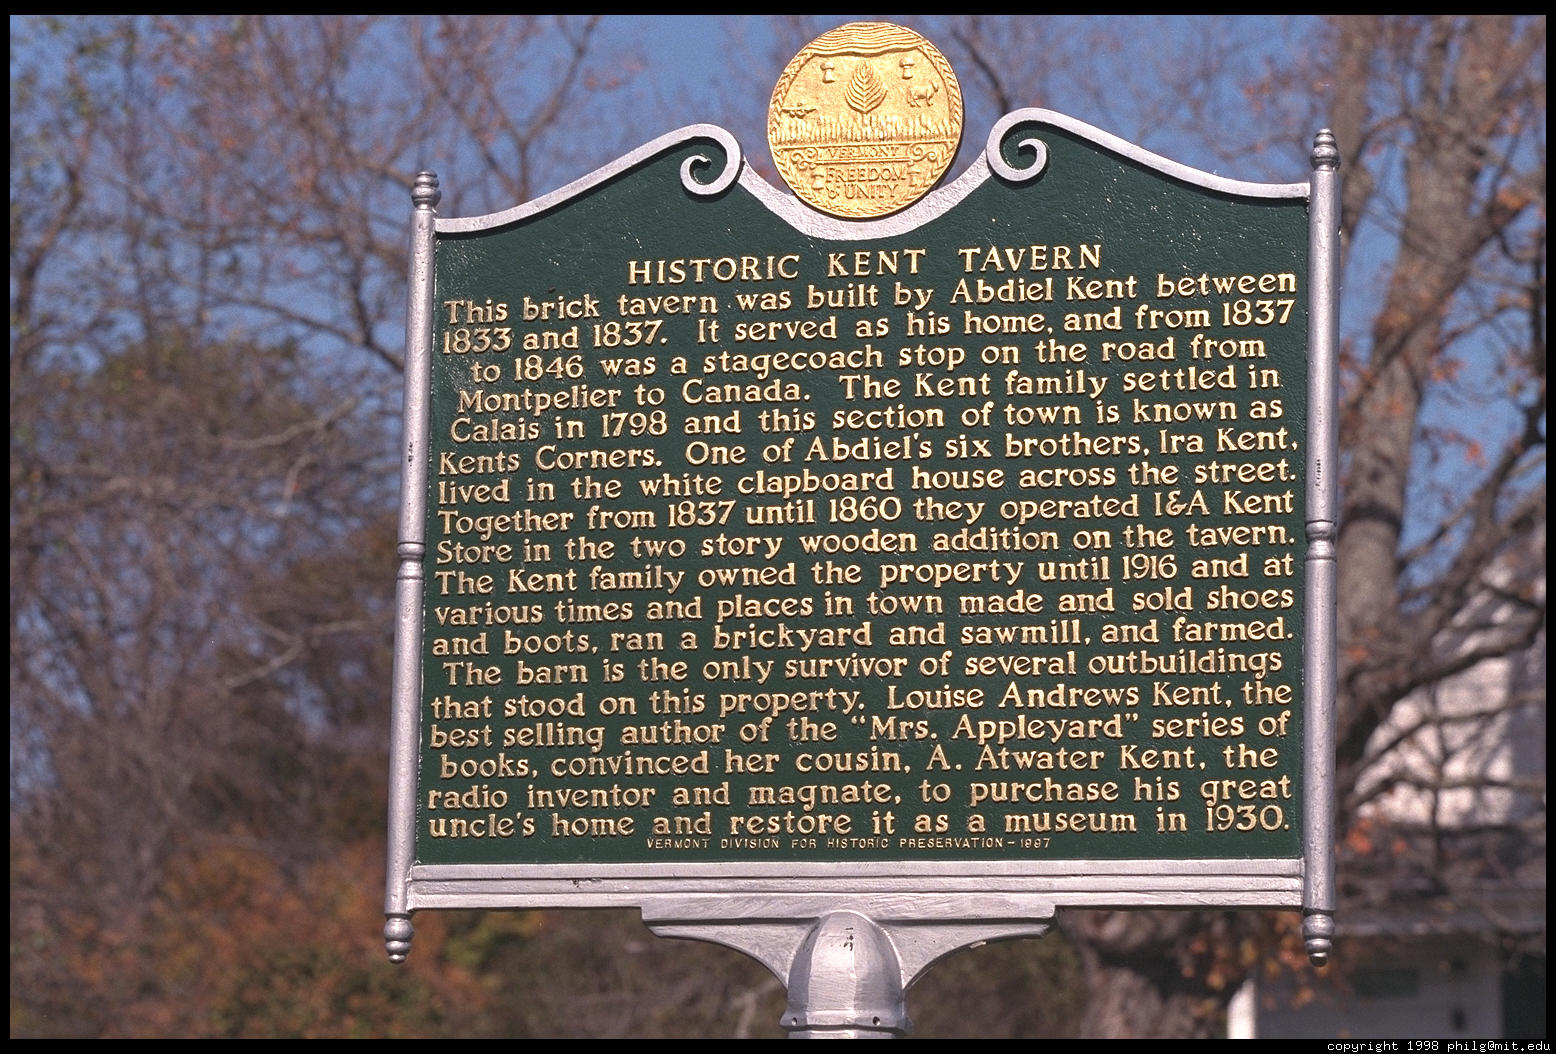 VERMONT
FREEDOM
& UNITY
HISTORIC KENT TAVERN
This brick tavern was built by Abdiel Kent between
1833 and 1837. It served as his home, and from 1837
to 1846 was a stagecoach stop on the road from
Montpelier to Canada. The Kent family settled in
Calais in 1798 and this section of town is known as
Kents Corners. One of Abdiel's six brothers, Ira Kent,
lived in the white clapboard house across the street.
Together from 1837 until 1860 they operated I&A Kent
Store in the two story wooden addition on the tavern.
The Kent family owned the property until 1916 and at
various times and places in town made and sold shoes
and boots, ran a brickyard and sawmill, and farmed.
The barn is the only survivor of several outbuildings
that stood on this property. Louise Andrews Kent, the
best selling author of the "Mrs. Appleyard" series of
books, convinced her cousin, A. Atwater Kent, the
radio inventor and magnate, to purchase his great
uncle's home and restore it as a museum in 1930.
VERMONT DIVISION FOR HISTORIC PRESERVATION - 1997
copyright 1998 philg@mit.edu